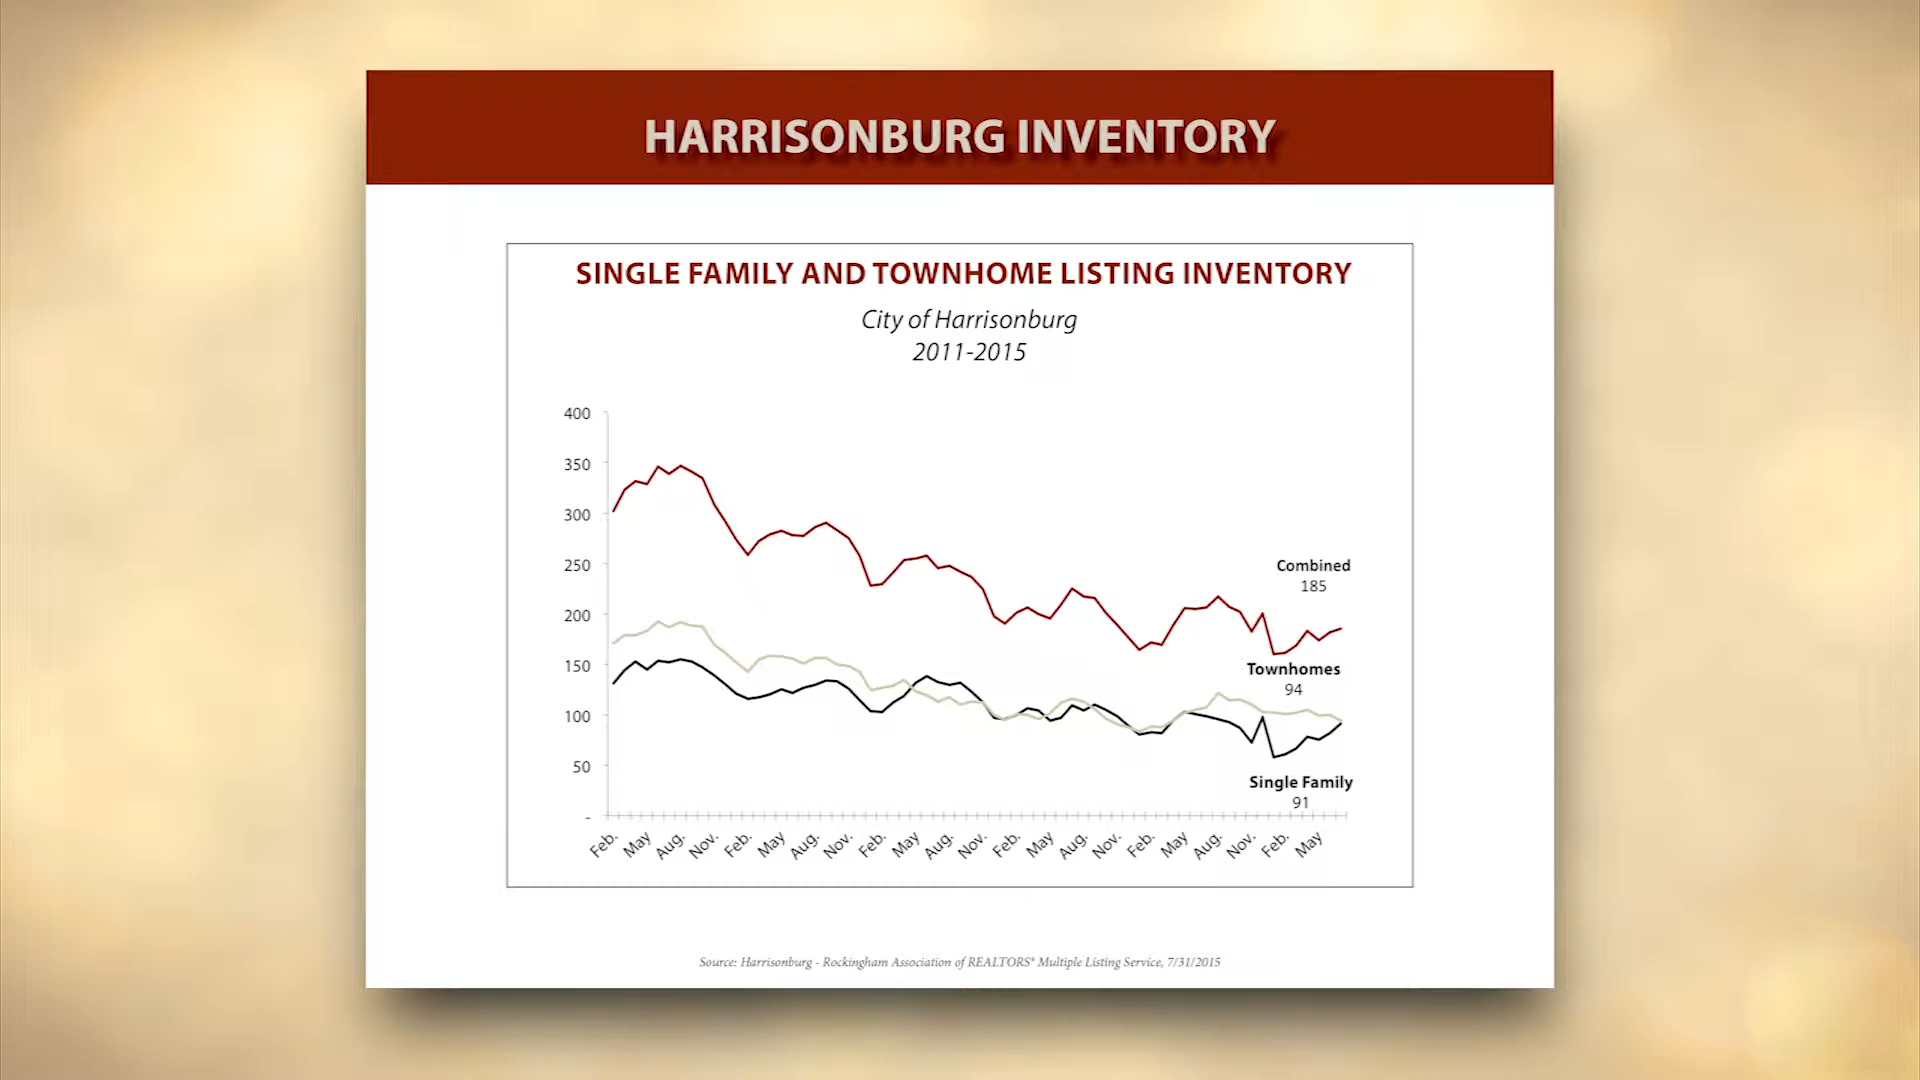 HARRISONBURG INVENTORY
SINGLE FAMILY AND TOWNHOME LISTING INVENTORY
City of Harrisonburg
2011-2015
400
350
300
250
200
150
100
50
-
Combined
185
Townhomes
94
Single Family
91
Feb. May Aug. Nov. Feb. May Aug. Nov. Feb. May Aug. Nov. Feb. May Aug. Nov. Feb. May Aug. Nov. Feb. May
Source: Harrisonburg - Rockingham Association of REALTORS® Multiple Listing Service, 7/31/2015